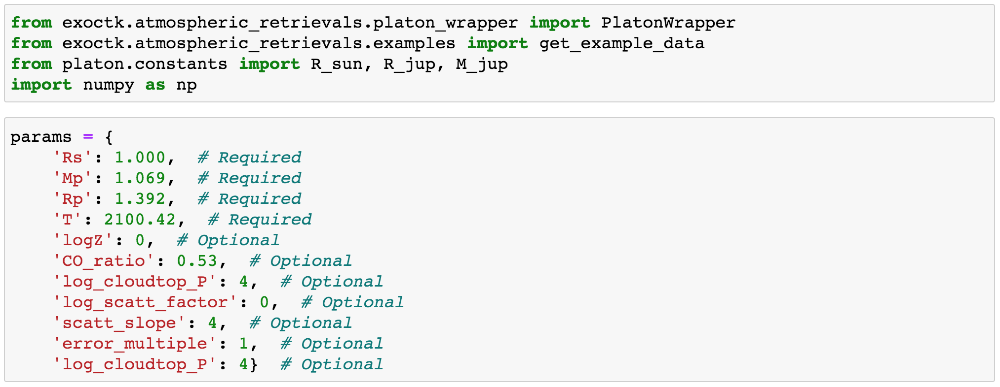 from exoctk.atmospheric_retrievals.platon_wrapper import PlatonWrapper
from exoctk.atmospheric_retrievals.examples import get_example_data
from platon.constants import R_sun, R_jup, M_jup
import numpy as np
params = {
    'Rs': 1.000,  # Required
    'Mp': 1.069,  # Required
    'Rp': 1.392,  # Required
    'T': 2100.42,  # Required
    'logZ': 0,  # Optional
    'CO_ratio': 0.53,  # Optional
    'log_cloudtop_P': 4,  # Optional
    'log_scatt_factor': 0,  # Optional
    'scatt_slope': 4,  # Optional
    'error_multiple': 1,  # Optional
    'log_cloudtop_P': 4}  # Optional